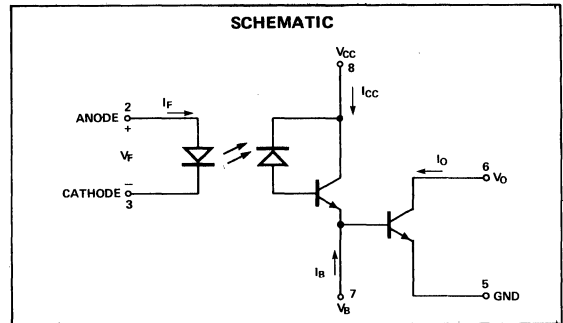 SCHEMATIC
VCC
8
ICC
2
IF
ANODE
+
VF
IO
6
VO
CATHODE
–
3
IB
5
GND
7
VB